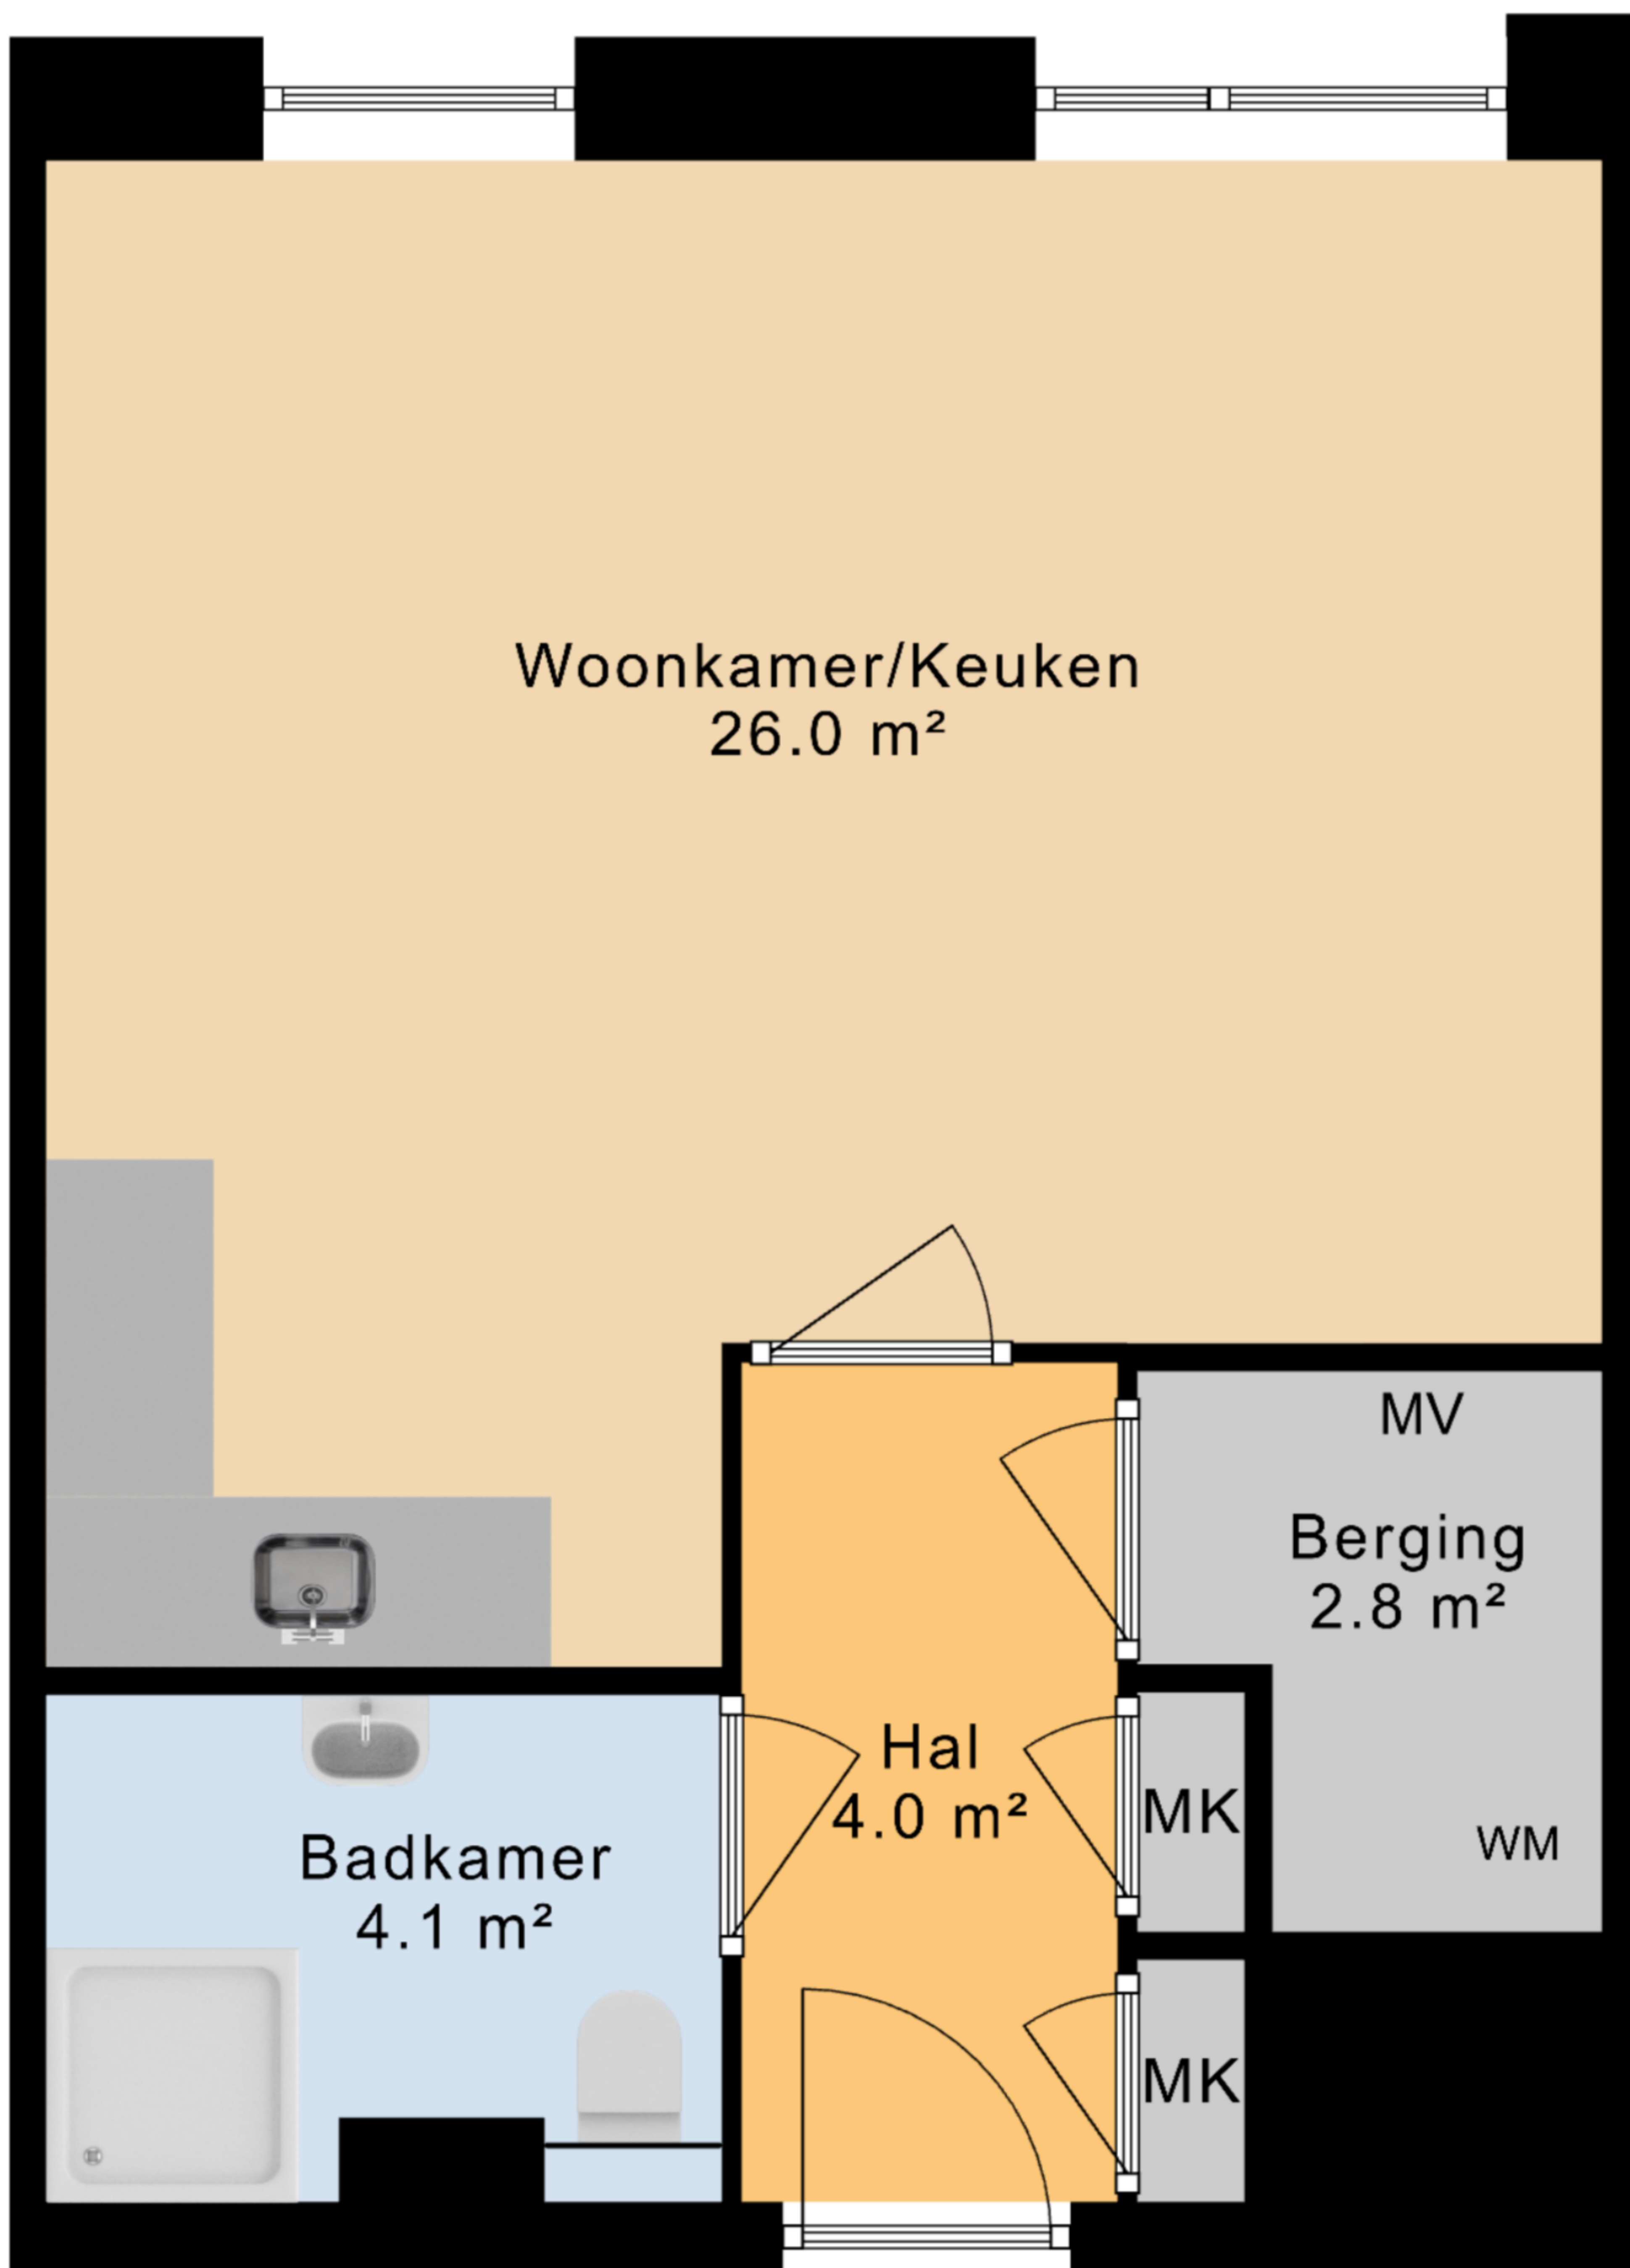 Woonkamer/Keuken
26.0 m²
MV
Berging
2.8 m²
Hal
4.0 m²
MK
WM
Badkamer
4.1 m²
MK